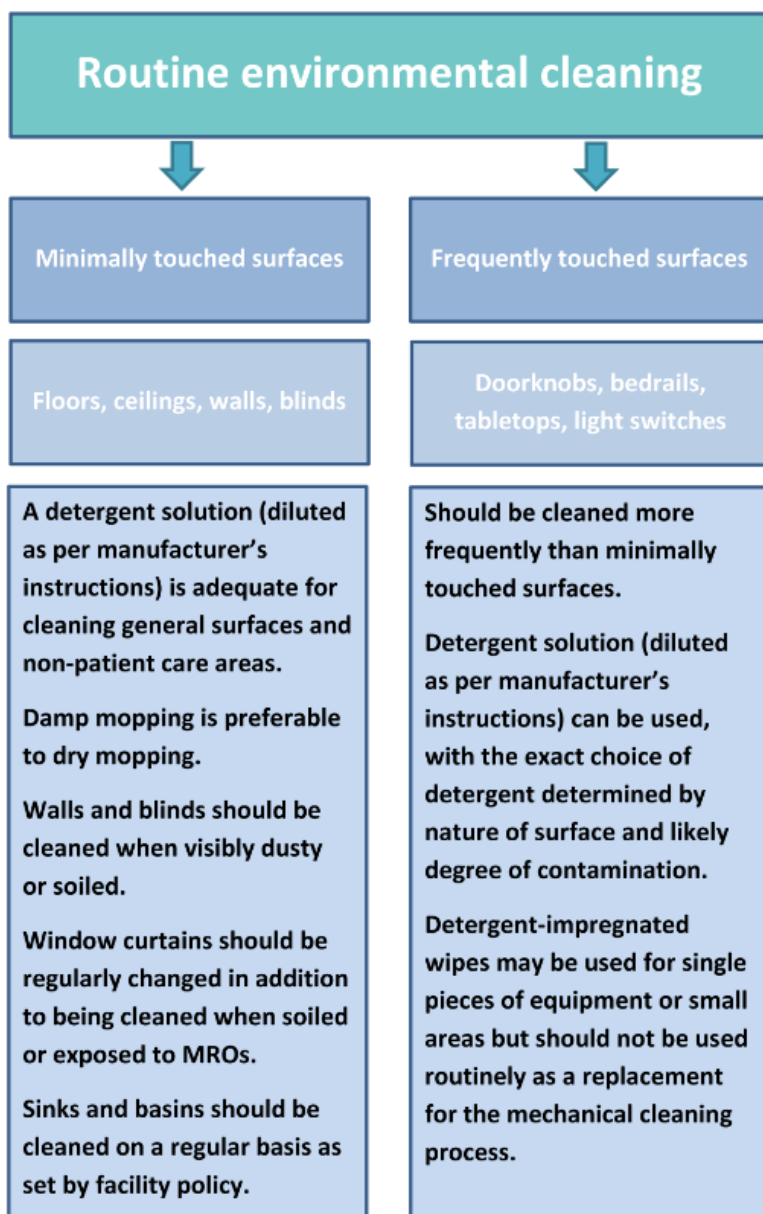 Routine environmental cleaning
Minimally touched surfaces
Floors, ceilings, walls, blinds
A detergent solution (diluted
as per manufacturer’s
instructions) is adequate for
cleaning general surfaces and
non-patient care areas.
Damp mopping is preferable
to dry mopping.
Walls and blinds should be
cleaned when visibly dusty
or soiled.
Window curtains should be
regularly changed in addition
to being cleaned when soiled
or exposed to MROs.
Sinks and basins should be
cleaned on a regular basis as
set by facility policy.
Frequently touched surfaces
Doorknobs, bedrails,
tabletops, light switches
Should be cleaned more
frequently than minimally
touched surfaces.
Detergent solution (diluted
as per manufacturer’s
instructions) can be used,
with the exact choice of
detergent determined by
nature of surface and likely
degree of contamination.
Detergent-impregnated
wipes may be used for single
pieces of equipment or small
areas but should not be used
routinely as a replacement
for the mechanical cleaning
process.